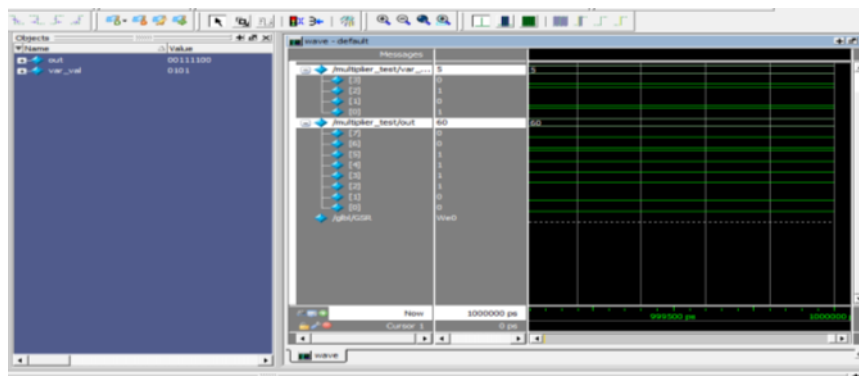 Objects
Name Value
out 00111100
var_val 0101
wave - default
Messages
/multiplier_test/var_... 5 5
[3] 0
[2] 1
[1] 0
[0] 1
/multiplier_test/out 60 60
[7] 0
[6] 0
[5] 1
[4] 1
[3] 1
[2] 1
[1] 0
[0] 0
/glbl/GSR We0
Now 1000000 ps 999500 ps 1000000
Cursor 1 0 ps
wave